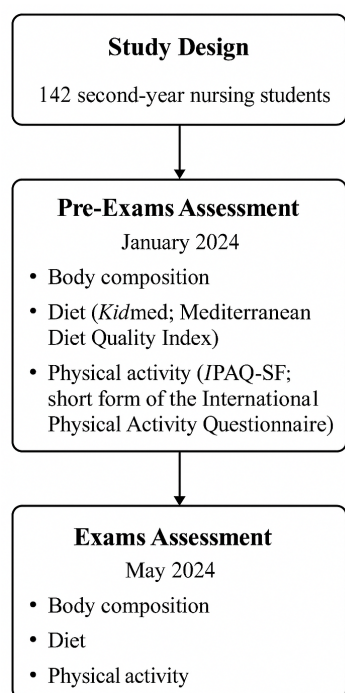 Study Design
142 second-year nursing students
Pre-Exams Assessment
January 2024
• Body composition
• Diet (Kidmed; Mediterranean
Diet Quality Index)
• Physical activity (IPAQ-SF;
short form of the International
Physical Activity Questionnaire)
Exams Assessment
May 2024
• Body composition
• Diet
• Physical activity